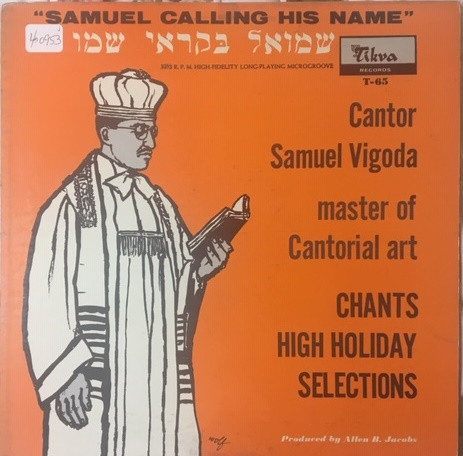 "SAMUEL CALLING HIS NAME"
שמואל בקראי שמו
33⅓ R. P. M. HIGH FIDELITY LONG-PLAYING MICROGROOVE
Tikva
RECORDS
T-65
Cantor
Samuel Vigoda
master of
Cantorial art
CHANTS
HIGH HOLIDAY
SELECTIONS
Produced by Allen B. Jacobs